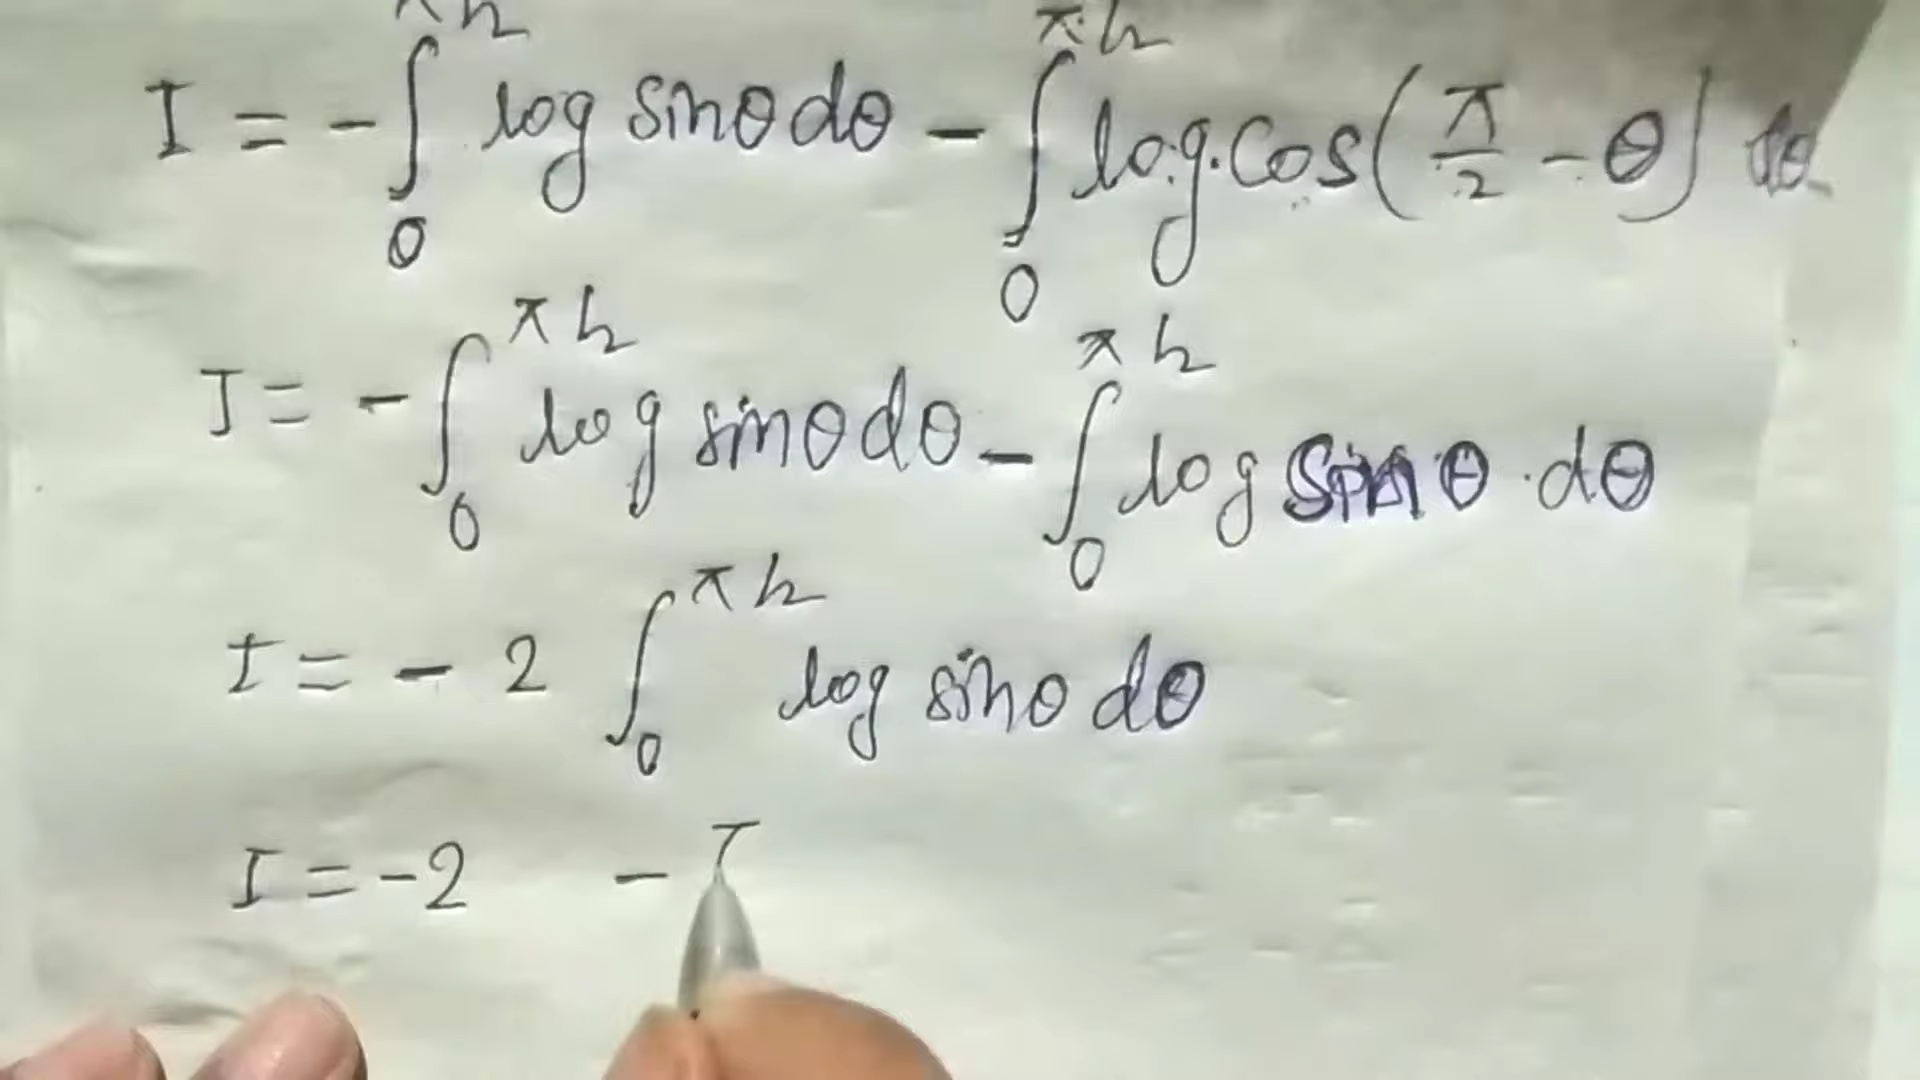 I = - ∫₀^{π/2} log sinθ dθ - ∫₀^{π/2} log cos(π/2 - θ) dθ
I = - ∫₀^{π/2} log sinθ dθ - ∫₀^{π/2} log sinθ · dθ
I = - 2 ∫₀^{π/2} log sinθ dθ
I = -2 -